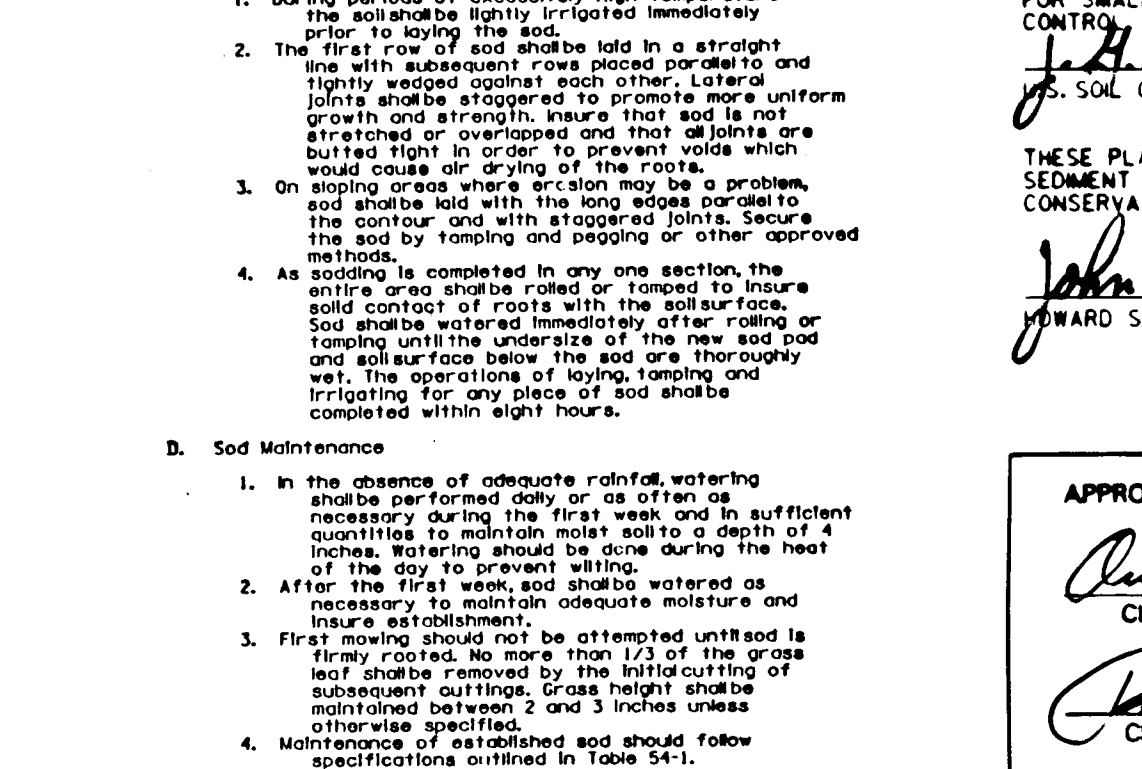 1. During periods of excessively high temperature
the soil shall be lightly irrigated immediately
prior to laying the sod.
2. The first row of sod shall be laid in a straight
line with subsequent rows placed parallel to and
tightly wedged against each other. Lateral
joints shall be staggered to promote more uniform
growth and strength. Insure that sod is not
stretched or overlapped and that all joints are
butted tight in order to prevent voids which
would cause air drying of the roots.
3. On sloping areas where erosion may be a problem,
sod shall be laid with the long edges parallel to
the contour and with staggered joints. Secure
the sod by tamping and pegging or other approved
methods.
4. As sodding is completed in any one section, the
entire area shall be rolled or tamped to insure
solid contact of roots with the soil surface.
Sod shall be watered immediately after rolling or
tamping until the undersize of the new sod pad
and soil surface below the sod are thoroughly
wet. The operations of laying, tamping and
irrigating for any piece of sod shall be
completed within eight hours.
D. Sod Maintenance
1. In the absence of adequate rainfall, watering
shall be performed daily or as often as
necessary during the first week and in sufficient
quantities to maintain moist soil to a depth of 4
inches. Watering should be done during the heat
of the day to prevent wilting.
2. After the first week, sod shall be watered as
necessary to maintain adequate moisture and
insure establishment.
3. First mowing should not be attempted until sod is
firmly rooted. No more than 1/3 of the grass
leaf shall be removed by the initial cutting of
subsequent cuttings. Grass height shall be
maintained between 2 and 3 inches unless
otherwise specified.
4. Maintenance of established sod should follow
specifications outlined in Table 54-1.
FOR SMAL
CONTROL
J. G.
U.S. SOIL C
THESE PLA
SEDIMENT
CONSERVA
John
HOWARD S
APPRO
CH
CH